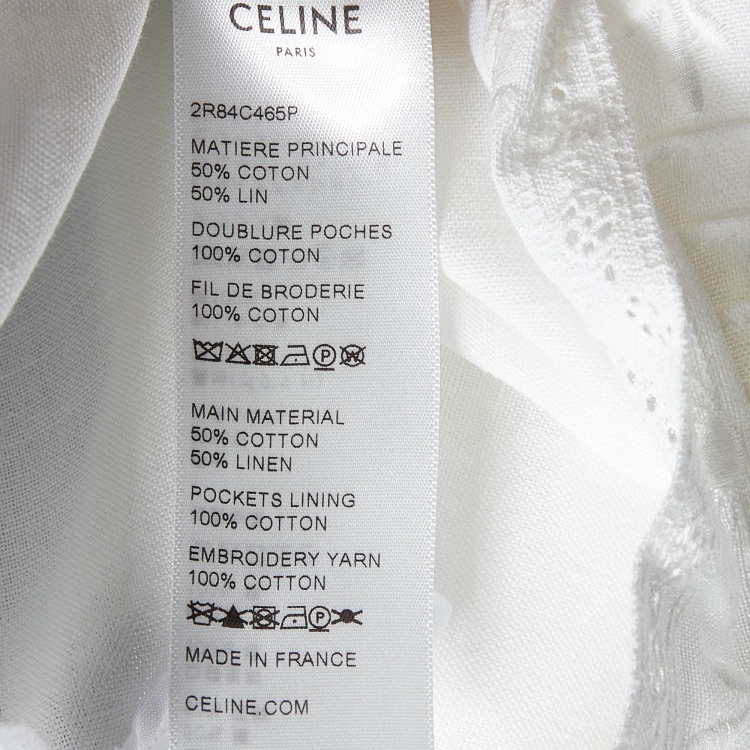 CELINE
PARIS
2R84C465P
MATIERE PRINCIPALE
50% COTON
50% LIN
DOUBLURE POCHES
100% COTON
FIL DE BRODERIE
100% COTON
P W
MAIN MATERIAL
50% COTTON
50% LINEN
POCKETS LINING
100% COTTON
EMBROIDERY YARN
100% COTTON
P
MADE IN FRANCE
CELINE.COM